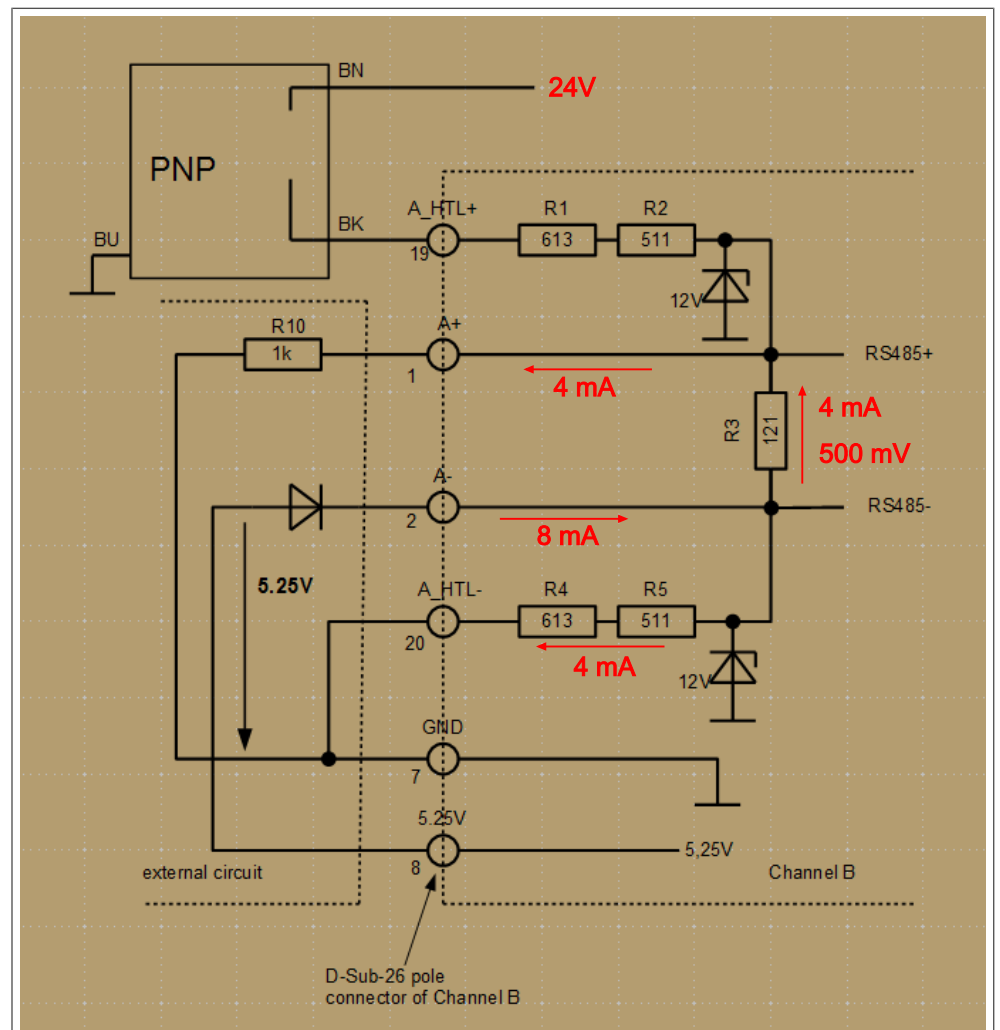 BN
24V
PNP
A_HTL+
R1
R2
BK
613
511
BU
19
12V
R10
A+
1k
RS485+
1
4 mA
R3
121
4 mA
500 mV
A-
RS485-
2
8 mA
5.25V
A_HTL-
R4
R5
613
511
20
4 mA
12V
GND
7
5.25V
5,25V
8
external circuit
Channel B
D-Sub-26 pole
connector of Channel B